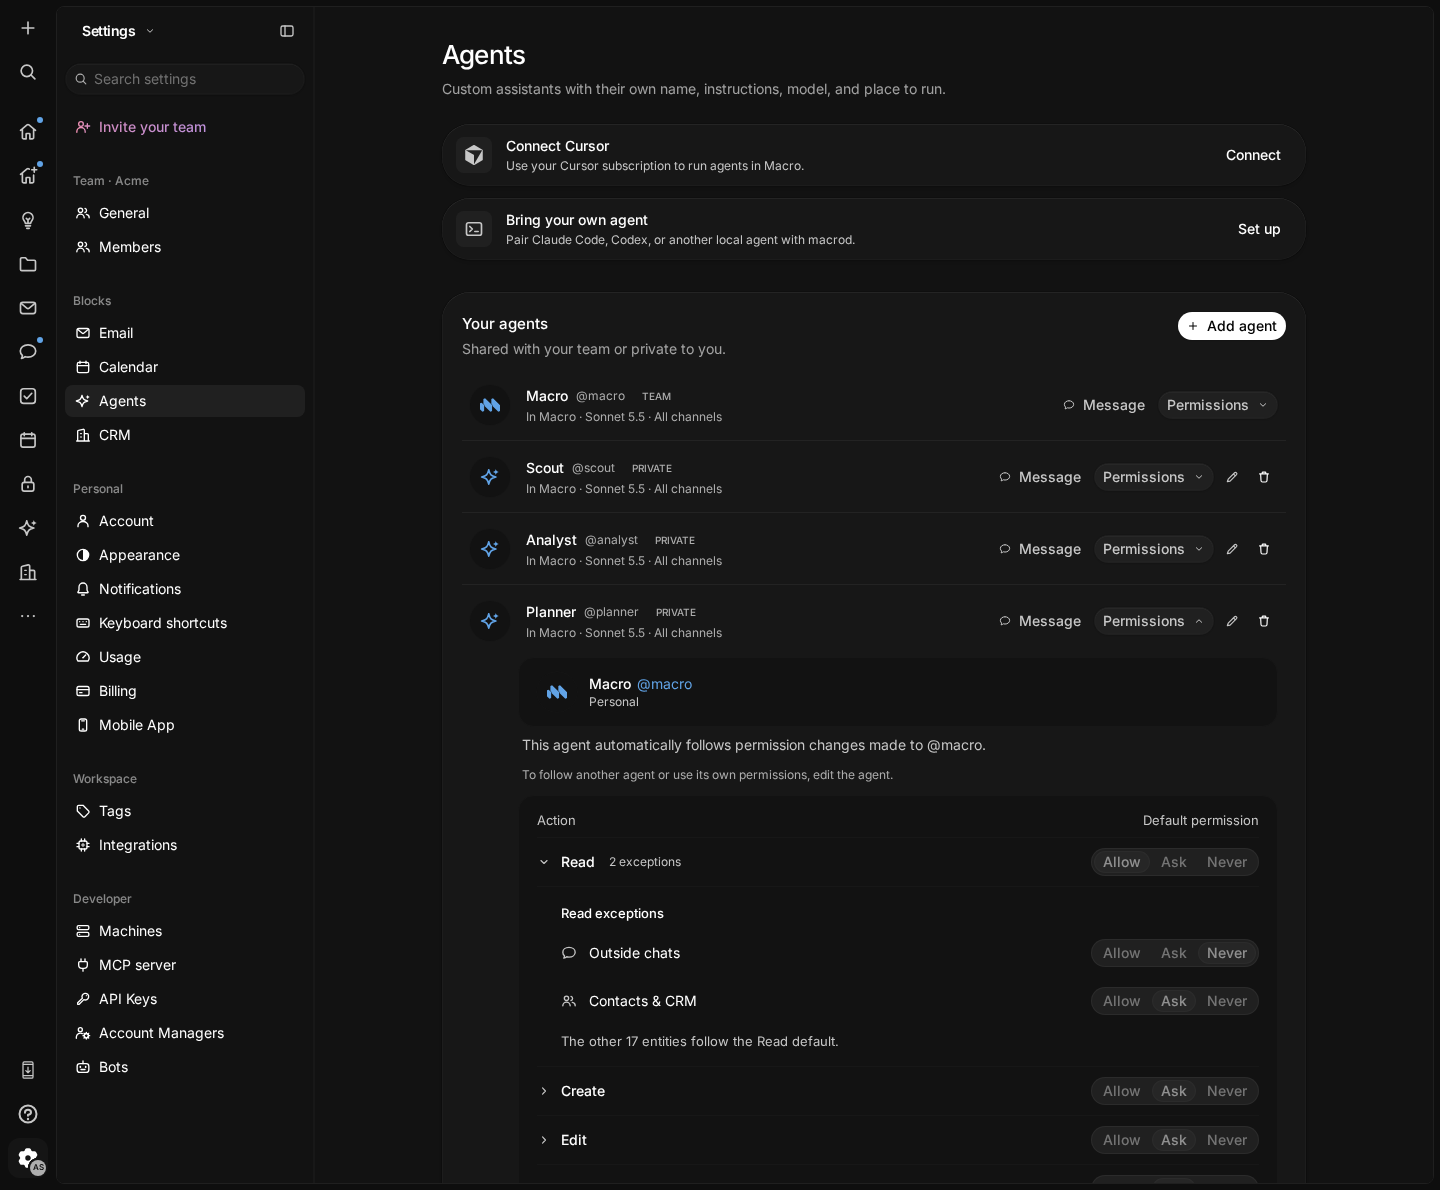 Settings
Search settings
Invite your team
Team · Acme
General
Members
Blocks
Email
Calendar
Agents
CRM
Personal
Account
Appearance
Notifications
Keyboard shortcuts
Usage
Billing
Mobile App
Workspace
Tags
Integrations
Developer
Machines
MCP server
API Keys
Account Managers
Bots
AS
Agents
Custom assistants with their own name, instructions, model, and place to run.
Connect Cursor
Use your Cursor subscription to run agents in Macro.
Connect
Bring your own agent
Pair Claude Code, Codex, or another local agent with macrod.
Set up
Your agents
Shared with your team or private to you.
Add agent
Macro @macro TEAM
In Macro · Sonnet 5.5 · All channels
Message Permissions
Scout @scout PRIVATE
In Macro · Sonnet 5.5 · All channels
Message Permissions
Analyst @analyst PRIVATE
In Macro · Sonnet 5.5 · All channels
Message Permissions
Planner @planner PRIVATE
In Macro · Sonnet 5.5 · All channels
Message Permissions
Macro @macro
Personal
This agent automatically follows permission changes made to @macro.
To follow another agent or use its own permissions, edit the agent.
Action Default permission
Read 2 exceptions Allow Ask Never
Read exceptions
Outside chats Allow Ask Never
Contacts & CRM Allow Ask Never
The other 17 entities follow the Read default.
Create Allow Ask Never
Edit Allow Ask Never